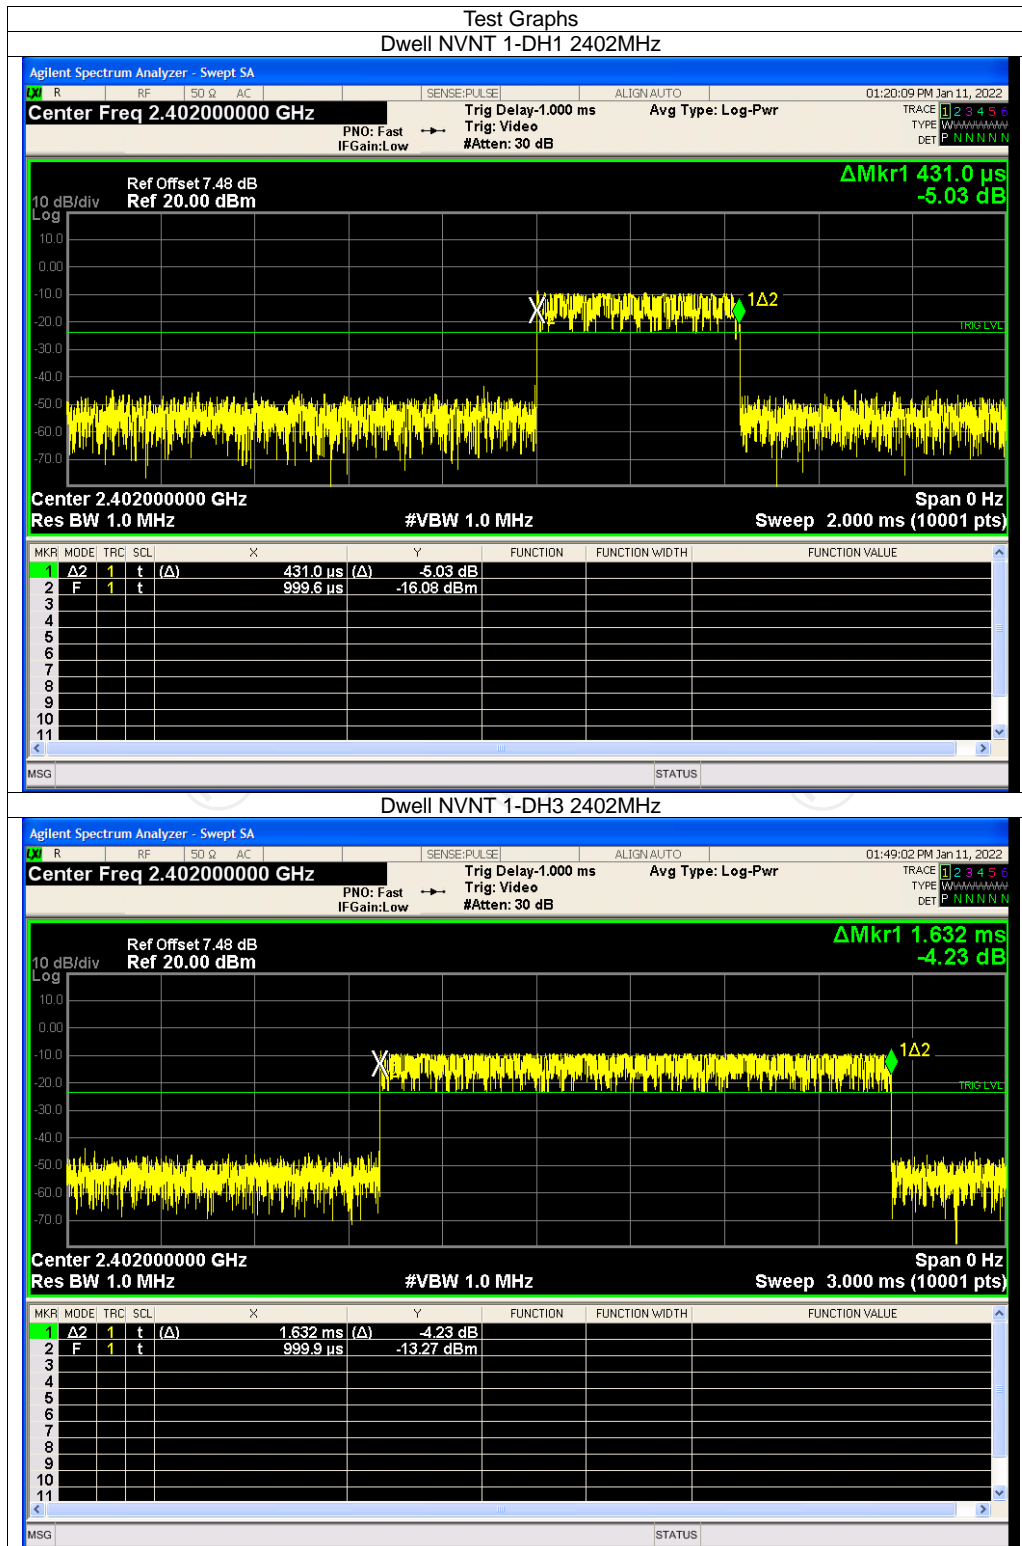 Test Graphs
Dwell NVNT 1-DH1 2402MHz
Agilent Spectrum Analyzer - Swept SA
LXI R RF 50 Ω AC SENSE:PULSE ALIGN AUTO 01:20:09 PM Jan 11, 2022
Center Freq 2.402000000 GHz Trig Delay-1.000 ms Avg Type: Log-Pwr TRACE 1 2 3 4 5 6
PNO: Fast Trig: Video TYPE WWWWWW
IFGain:Low #Atten: 30 dB DET P N N N N N
ΔMkr1 431.0 µs
Ref Offset 7.48 dB -5.03 dB
10 dB/div Ref 20.00 dBm
Log
10.0
0.00
-10.0
1Δ2
2
-20.0
TRIG LVL
-30.0
-40.0
-50.0
-60.0
-70.0
Center 2.402000000 GHz Span 0 Hz
Res BW 1.0 MHz #VBW 1.0 MHz Sweep 2.000 ms (10001 pts)
MKR MODE TRC SCL X Y FUNCTION FUNCTION WIDTH FUNCTION VALUE
1 Δ2 1 t (Δ) 431.0 µs (Δ) -5.03 dB
2 F 1 t 999.6 µs -16.08 dBm
3
4
5
6
7
8
9
10
11
MSG STATUS
Dwell NVNT 1-DH3 2402MHz
Agilent Spectrum Analyzer - Swept SA
LXI R RF 50 Ω AC SENSE:PULSE ALIGN AUTO 01:49:02 PM Jan 11, 2022
Center Freq 2.402000000 GHz Trig Delay-1.000 ms Avg Type: Log-Pwr TRACE 1 2 3 4 5 6
PNO: Fast Trig: Video TYPE WWWWWW
IFGain:Low #Atten: 30 dB DET P N N N N N
ΔMkr1 1.632 ms
Ref Offset 7.48 dB -4.23 dB
10 dB/div Ref 20.00 dBm
Log
10.0
0.00
-10.0
1Δ2
-20.0
TRIG LVL
-30.0
-40.0
-50.0
-60.0
-70.0
Center 2.402000000 GHz Span 0 Hz
Res BW 1.0 MHz #VBW 1.0 MHz Sweep 3.000 ms (10001 pts)
MKR MODE TRC SCL X Y FUNCTION FUNCTION WIDTH FUNCTION VALUE
1 Δ2 1 t (Δ) 1.632 ms (Δ) -4.23 dB
2 F 1 t 999.9 µs -13.27 dBm
3
4
5
6
7
8
9
10
11
MSG STATUS